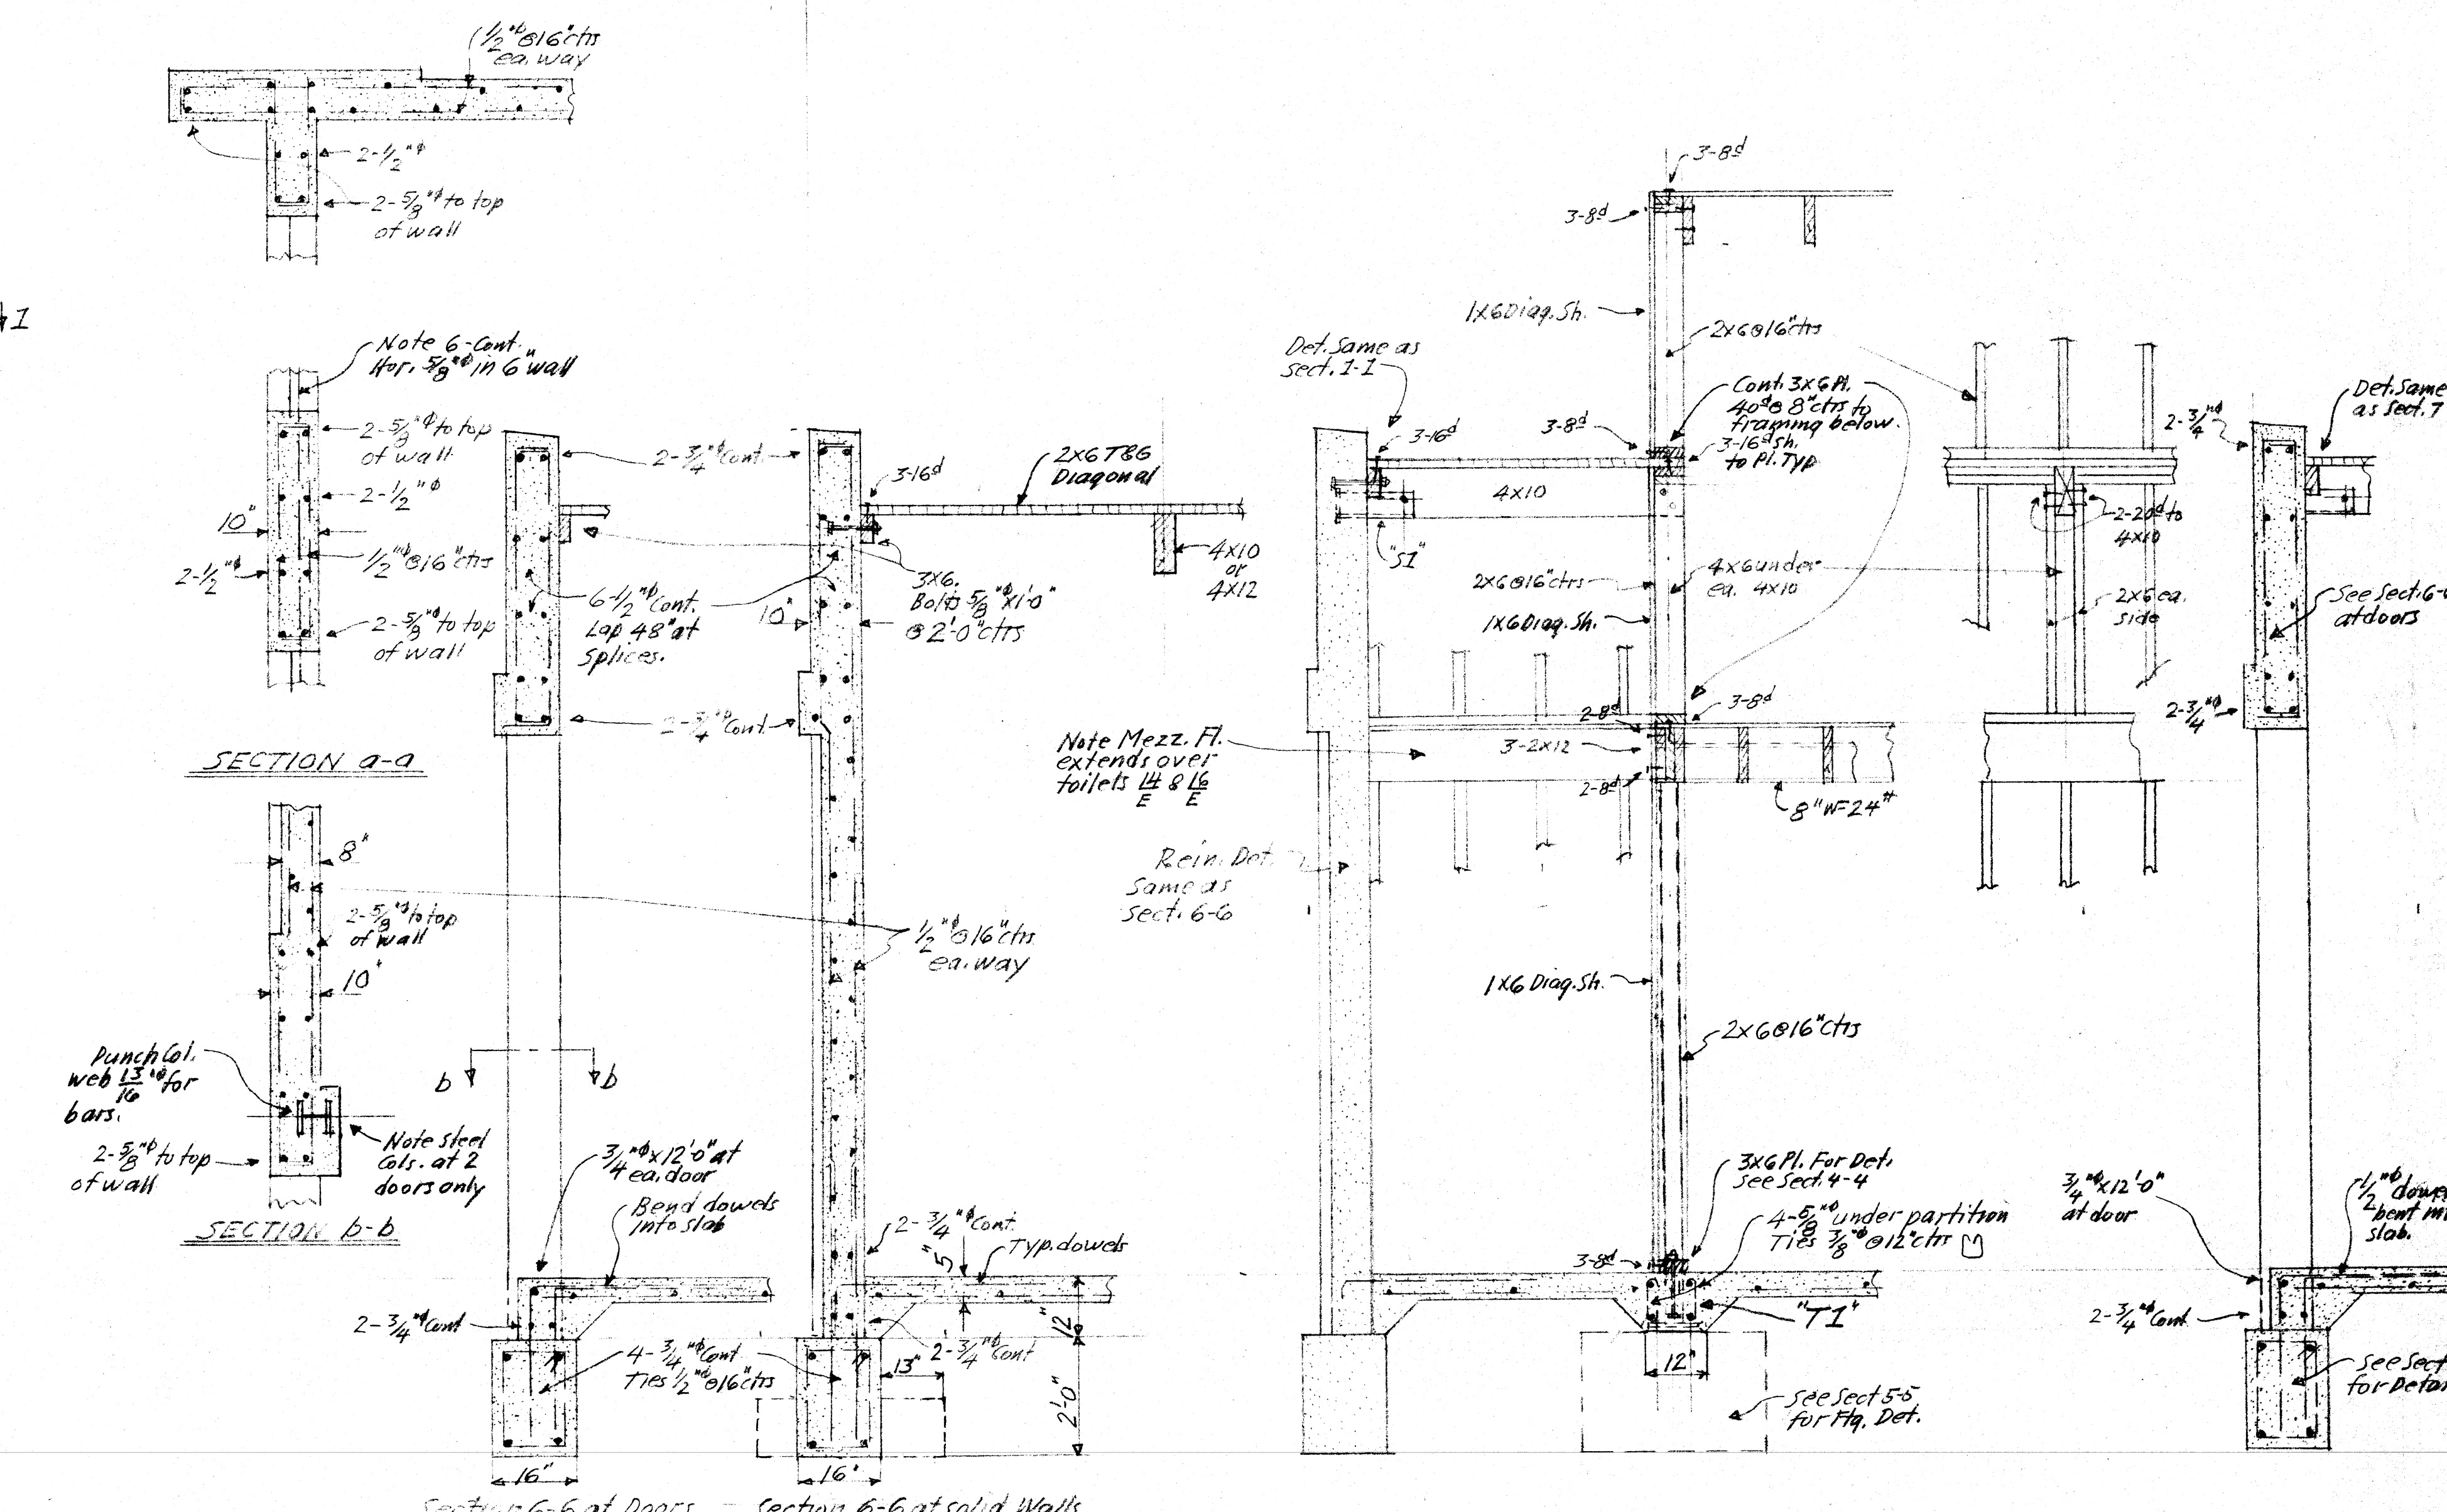 1/2"ϕ@16"ctrs
ea. way
2-1/2"ϕ
2-5/8"ϕ to top
of wall
1
Note 6-Cont.
Hor. 5/8"ϕ in 6" wall
2-5/8"ϕ to top
of wall
2-1/2"ϕ
10"
1/2"ϕ@16"ctrs
2-1/2"ϕ
2-5/8"ϕ to top
of wall
SECTION a-a
8"
2-5/8"ϕ to top
of wall
10"
Punch Col.
web 13/16"ϕ for
bars.
2-5/8"ϕ to top
of wall
Note steel
Cols. at 2
doors only
SECTION b-b
2-3/4"ϕ Cont.
6-1/2"ϕ Cont.
Lap 48" at
splices.
2-3/4"ϕ Cont.
b b
3/4"ϕx12'-0" at
ea. door
Bend dowels
into slab
2-3/4"ϕ Cont
4-3/4"ϕ Cont
Ties 1/2"ϕ@16"ctrs
16"
Section 6-6 at Doors
3-16d
2x6 T&G
Diagonal
10"
3x6.
Bolts 5/8"ϕx1'-0"
@2'-0"ctrs
4x10
or
4x12
1/2"ϕ@16"ctrs
ea. way
2-3/4"ϕ Cont.
5"
Typ. dowels
2-3/4"ϕ Cont
13"
12"
2'-0"
16"
Section 6-6 at Solid Walls
3-8d
3-8d
1x6 Diag. Sh.
2x6@16"ctrs
Det. Same as
sect. 1-1
3-16d
3-8d
Cont. 3x6 Pl.
40d@8"ctrs to
framing below.
3-16d sh.
to Pl. Typ
4x10
"S1"
2x6@16"ctrs
4x6 under
ea. 4x10
1x6 Diag. Sh.
2-8d
3-8d
Note Mezz. Fl.
extends over
toilets 14/E & 16/E
3-2x12
2-8d
8"WF24#
Rein. Det.
Same as
Sect. 6-6
1x6 Diag. Sh.
2x6@16"ctrs
3x6 Pl. For Det.
see Sect. 4-4
4-5/8"ϕ under partition
Ties 3/8"ϕ@12"ctrs
3-8d
"T1"
12"
See Sect 5-5
for Ftg. Det.
2-20d to
4x10
2x6 ea.
side
2-3/4"ϕ
Det. Same
as Sect. 7
See Sect. 6-
at doors
2-3/4"ϕ
3/4"ϕx12'-0"
at door
1/2"ϕ
bent
slab.
2-3/4"ϕ Cont
See Sect
for